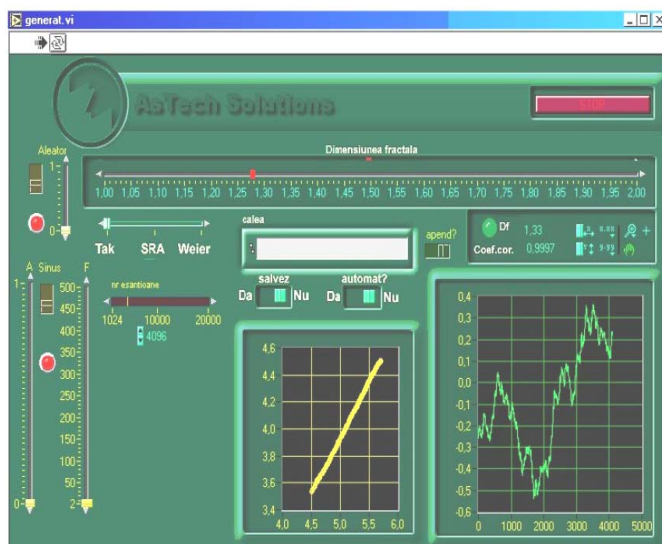 general.vi
AsTech Solutions
STOP
Aleator
1
0
Dimensiunea fractala
1,00 1,05 1,10 1,15 1,20 1,25 1,30 1,35 1,40 1,45 1,50 1,55 1,60 1,65 1,70 1,75 1,80 1,85 1,90 1,95 2,00
Tak SRA Weier
calea
apend?
Df 1,33
Coef.cor. 0,9997
salvez automat?
Da Nu Da Nu
A Sinus F
1
0
500
450
400
350
300
250
200
150
100
50
2
nr esantioane
1024 10000 20000
4096
4,6
4,4
4,2
4,0
3,8
3,6
3,4
4,0 4,5 5,0 5,5 6,0
0,4
0,3
0,2
0,1
0,0
-0,1
-0,2
-0,3
-0,4
-0,5
-0,6
0 1000 2000 3000 4000 5000